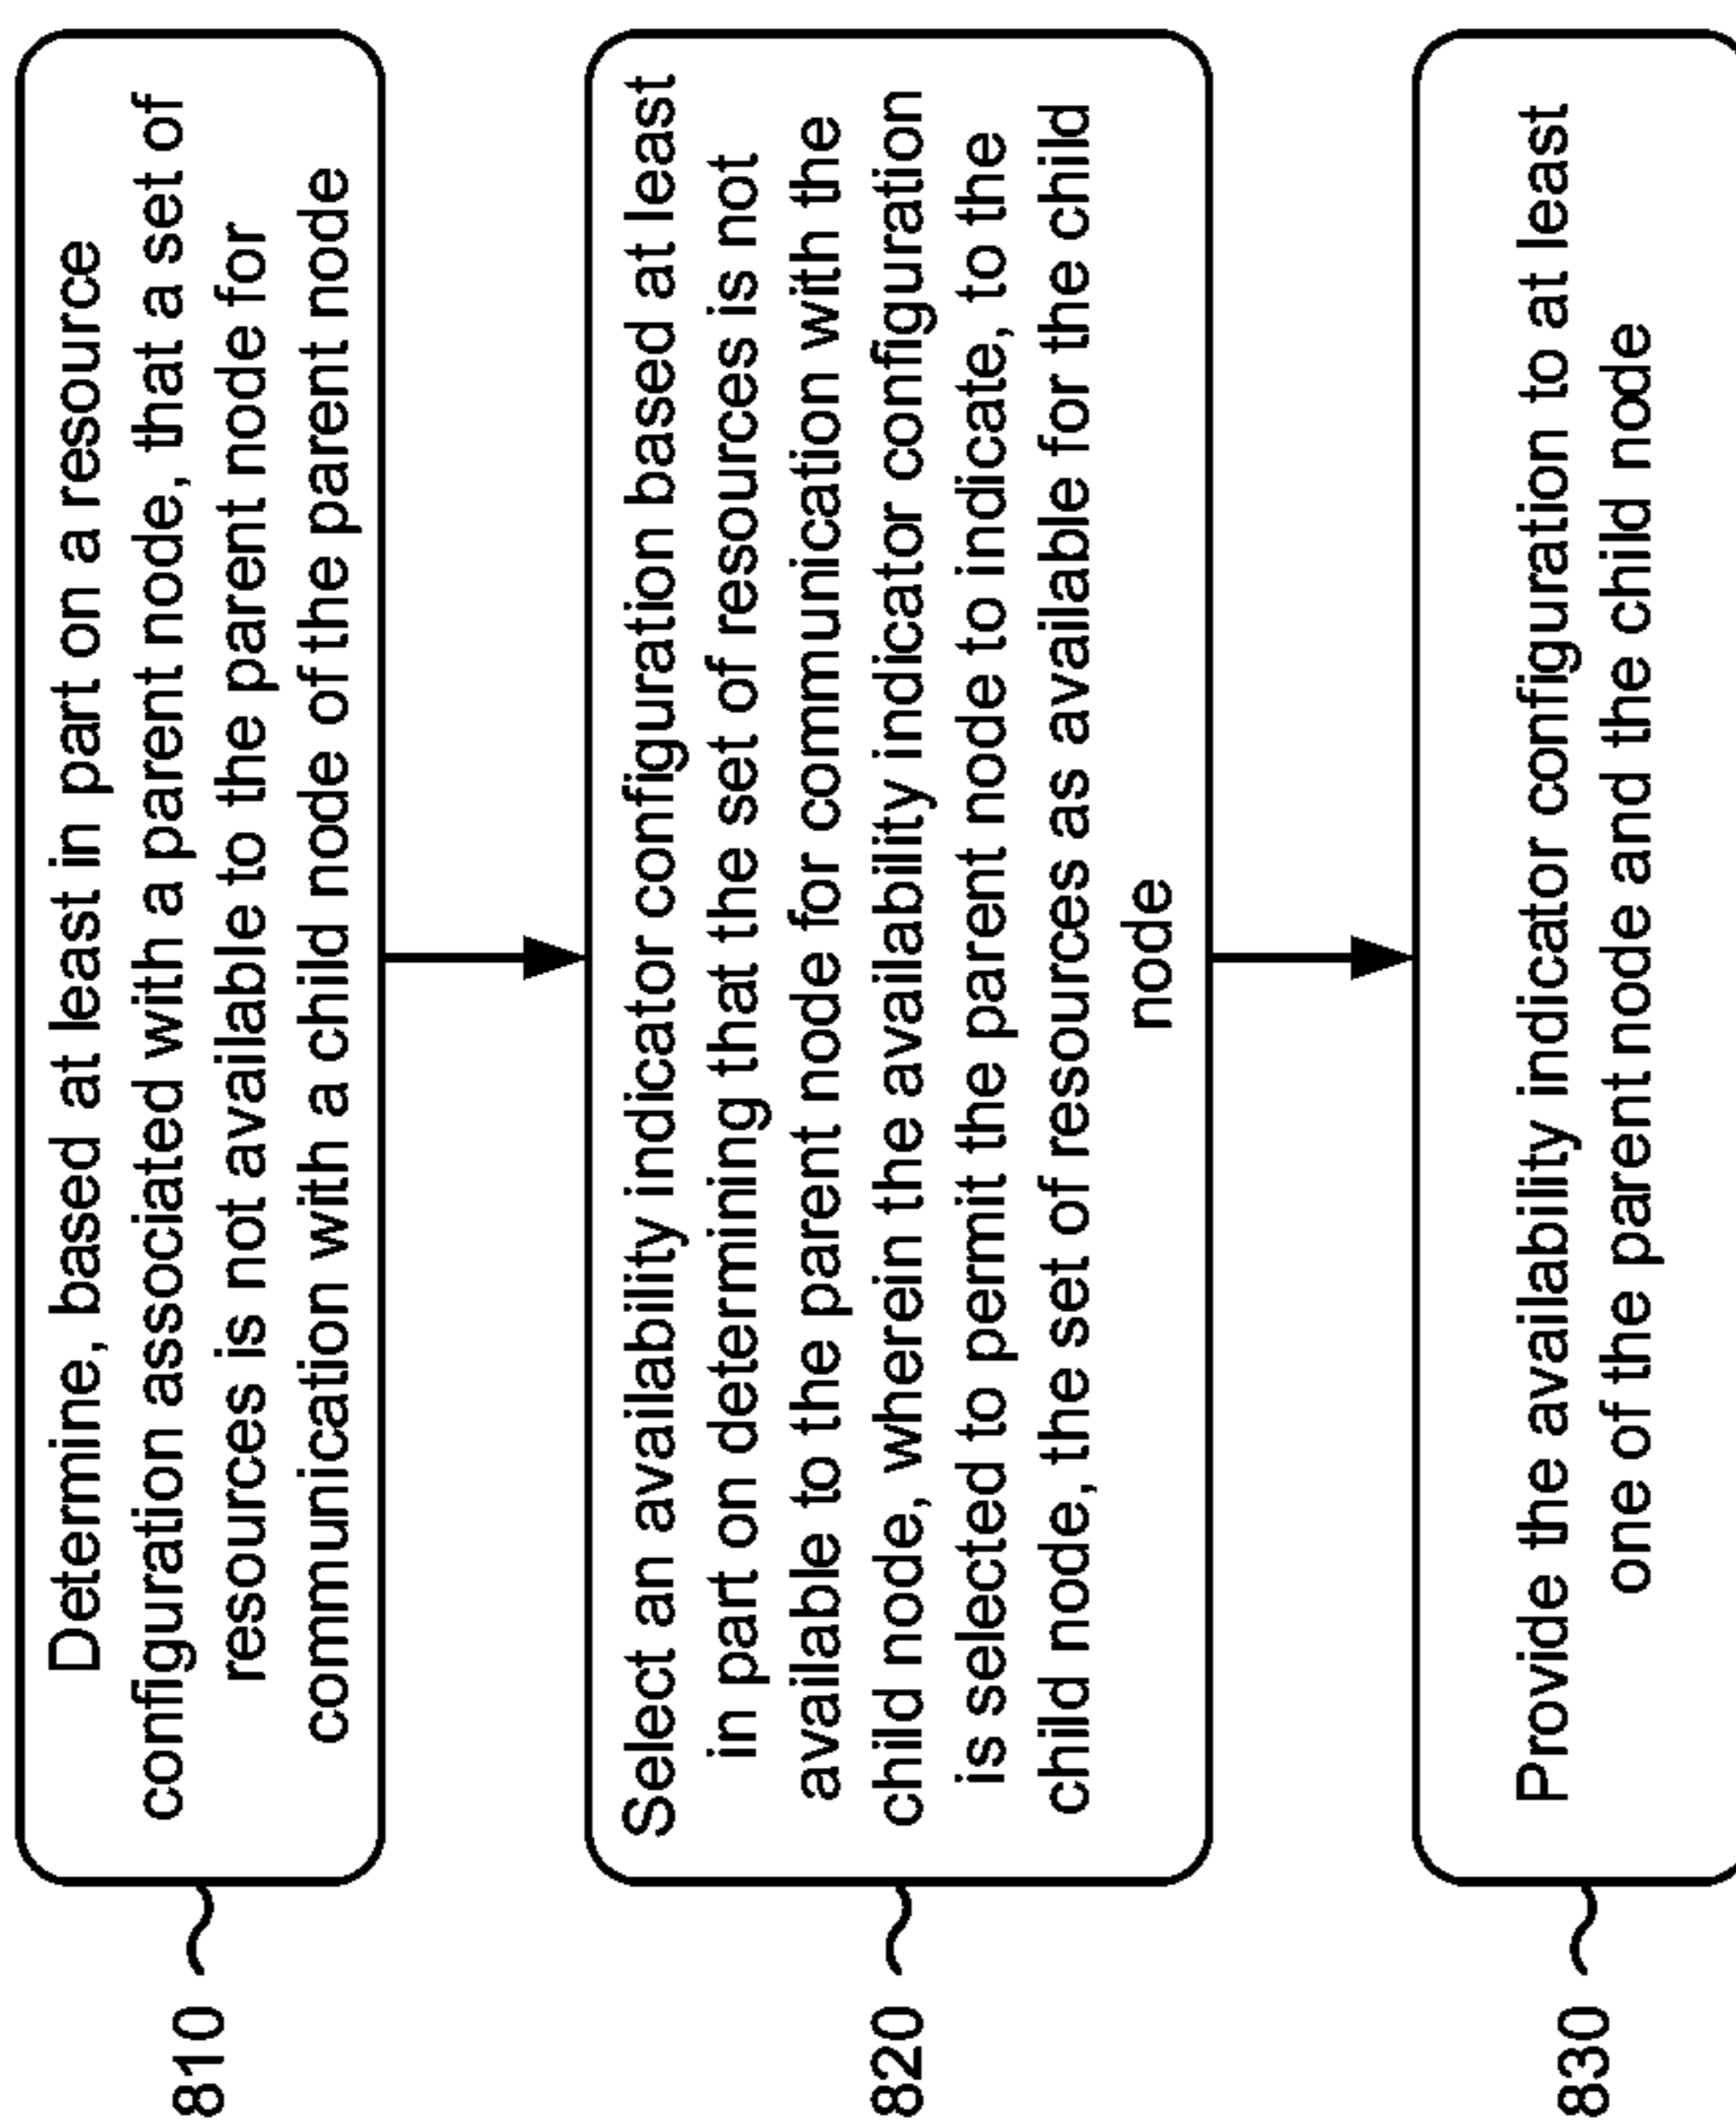 810
Determine, based at least in part on a resource
configuration associated with a parent node, that a set of
resources is not available to the parent node for
communication with a child node of the parent node
820
Select an availability indicator configuration based at least
in part on determining that the set of resources is not
available to the parent node for communication with the
child node, wherein the availability indicator configuration
is selected to permit the parent node to indicate, to the
child node, the set of resources as available for the child
node
830
Provide the availability indicator configuration to at least
one of the parent node and the child node